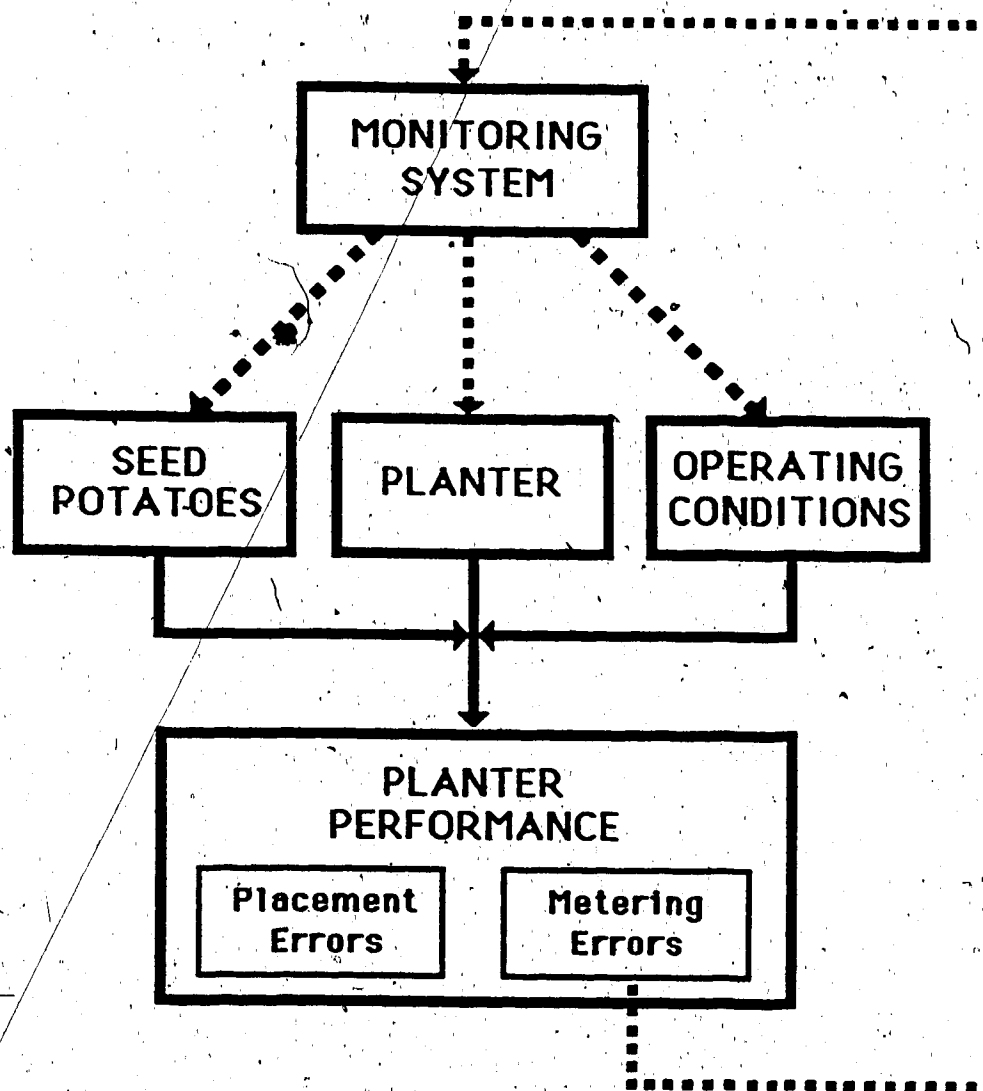 MONITORING
SYSTEM
SEED
POTATOES
PLANTER
OPERATING
CONDITIONS
PLANTER
PERFORMANCE
Placement
Errors
Metering
Errors